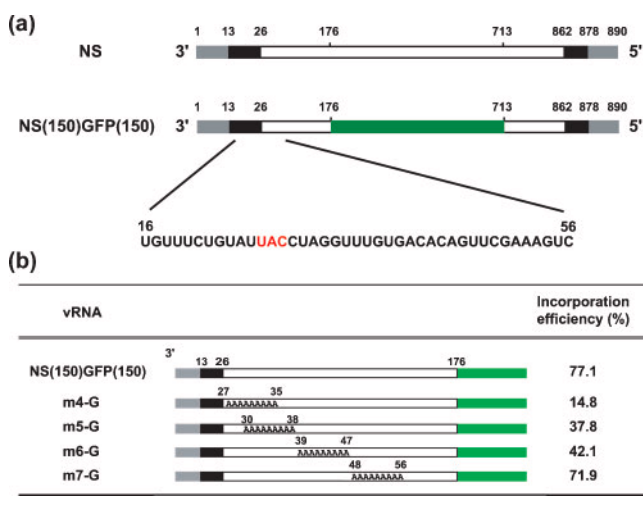 (a)
1 13 26 176 713 862 878 890
NS 3' 5'
1 13 26 176 713 862 878 890
NS(150)GFP(150) 3' 5'
16 56
UGUUUCUGUAUUACCUAGGUUUGUGACACAGUUCGAAAGUC
(b)
vRNA Incorporation efficiency (%)
3'
13 26 176
NS(150)GFP(150) 77.1
27 35
m4-G AAAAAAAAA 14.8
30 38
m5-G AAAAAAAAA 37.8
39 47
m6-G AAAAAAAAA 42.1
48 56
m7-G AAAAAAAAA 71.9